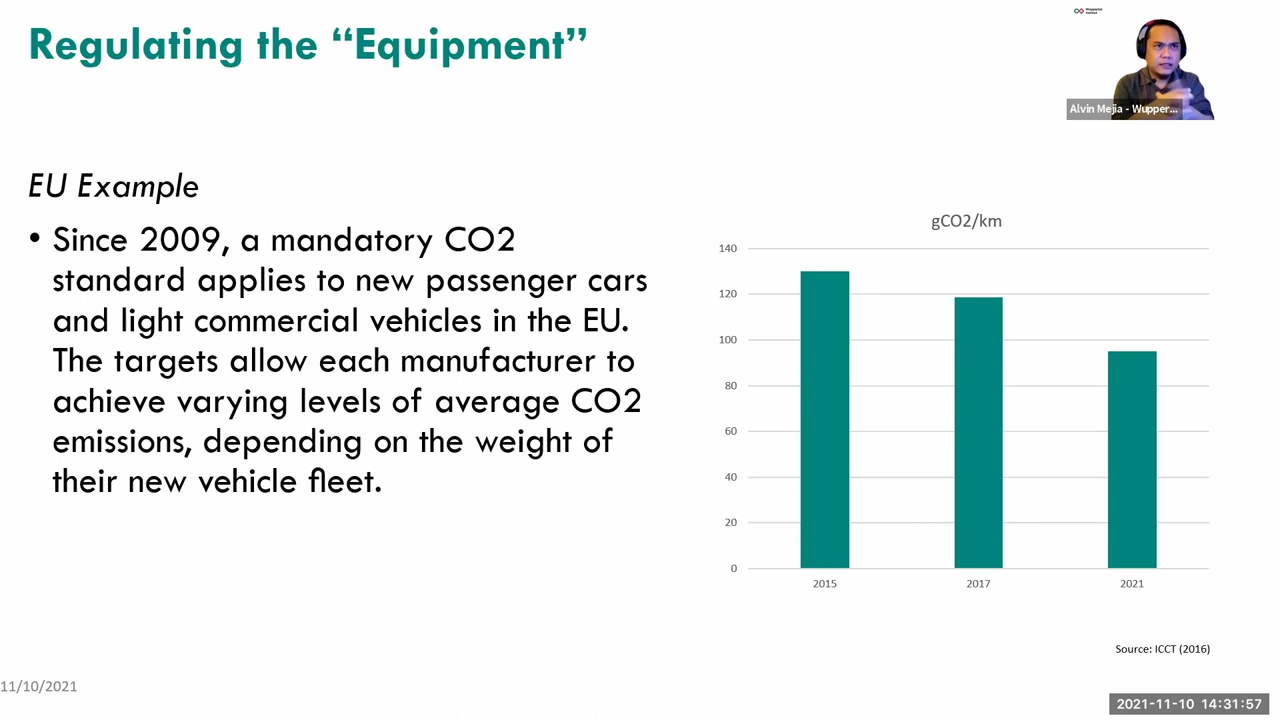 Regulating the “Equipment”
Wuppertal
Institut
Alvin Mejia - Wupper...
EU Example
• Since 2009, a mandatory CO2
standard applies to new passenger cars
and light commercial vehicles in the EU.
The targets allow each manufacturer to
achieve varying levels of average CO2
emissions, depending on the weight of
their new vehicle fleet.
gCO2/km
140
120
100
80
60
40
20
0
2015 2017 2021
Source: ICCT (2016)
11/10/2021
2021-11-10 14:31:57